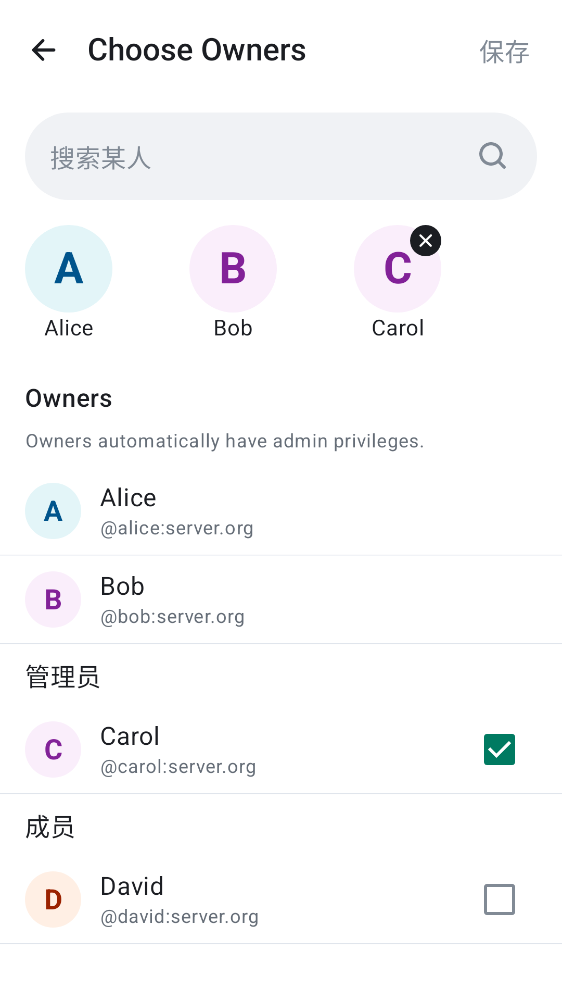 Choose Owners
保存
搜索某人
A
B
C
Alice
Bob
Carol
Owners
Owners automatically have admin privileges.
A
Alice
@alice:server.org
B
Bob
@bob:server.org
管理员
C
Carol
@carol:server.org
成员
D
David
@david:server.org